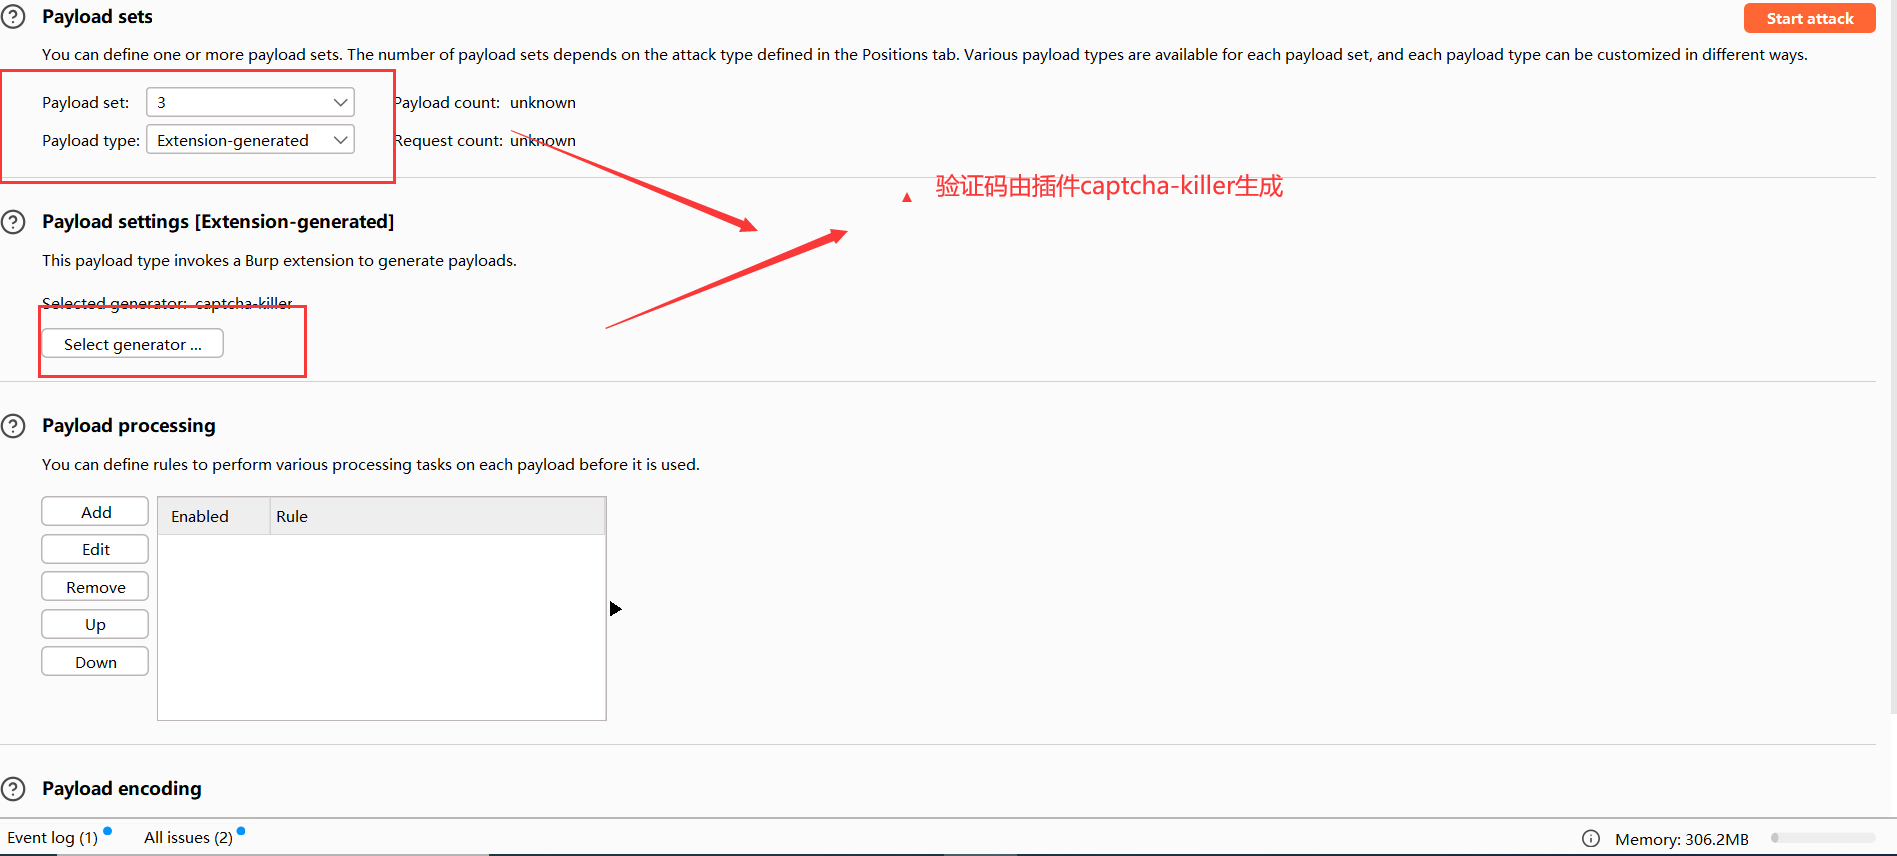 Payload sets
Start attack
You can define one or more payload sets. The number of payload sets depends on the attack type defined in the Positions tab. Various payload types are available for each payload set, and each payload type can be customized in different ways.
Payload set: 3 Payload count: unknown
Payload type: Extension-generated Request count: unknown
验证码由插件captcha-killer生成
Payload settings [Extension-generated]
This payload type invokes a Burp extension to generate payloads.
Selected generator: captcha-killer
Select generator ...
Payload processing
You can define rules to perform various processing tasks on each payload before it is used.
Add
Edit
Remove
Up
Down
Enabled Rule
Payload encoding
Event log (1) All issues (2) Memory: 306.2MB